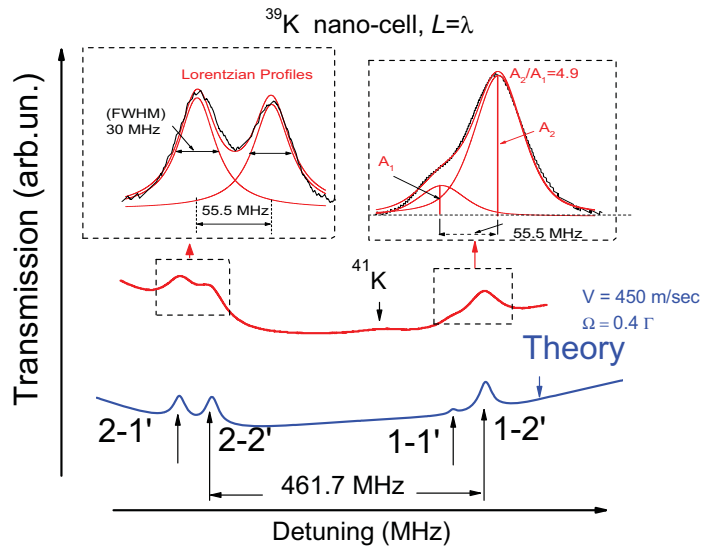 ³⁹K nano-cell, L=λ
Lorentzian Profiles
(FWHM)
30 MHz
55.5 MHz
A₂/A₁=4.9
A₁
A₂
55.5 MHz
⁴¹K
V = 450 m/sec
Ω = 0.4 Γ
Theory
2-1'
2-2'
1-1'
1-2'
461.7 MHz
Detuning (MHz)
Transmission (arb.un.)